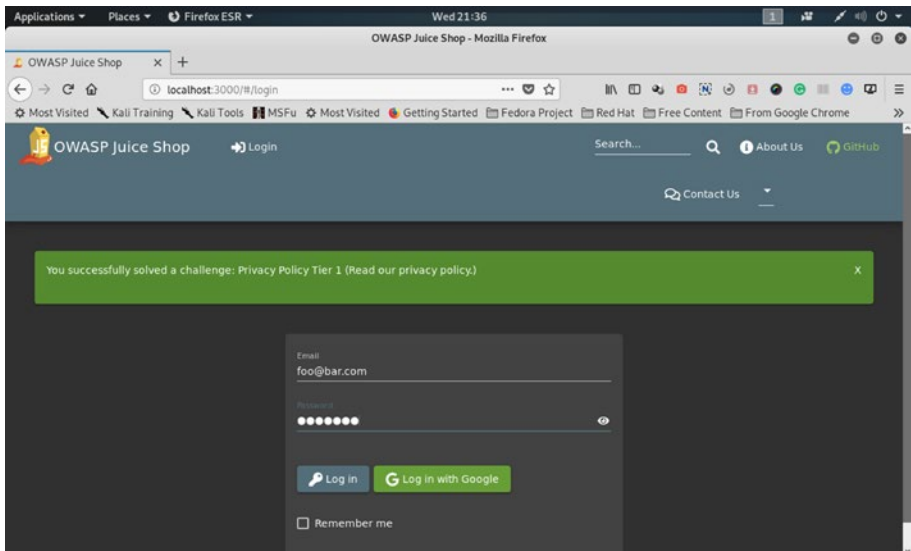 Applications Places Firefox ESR Wed 21:36 1
OWASP Juice Shop - Mozilla Firefox
OWASP Juice Shop
localhost:3000/#/login
Most Visited Kali Training Kali Tools MSFu Most Visited Getting Started Fedora Project Red Hat Free Content From Google Chrome
OWASP Juice Shop Login Search... About Us GitHub
Contact Us
You successfully solved a challenge: Privacy Policy Tier 1 (Read our privacy policy.) X
Email
foo@bar.com
Password
Log in Log in with Google
Remember me